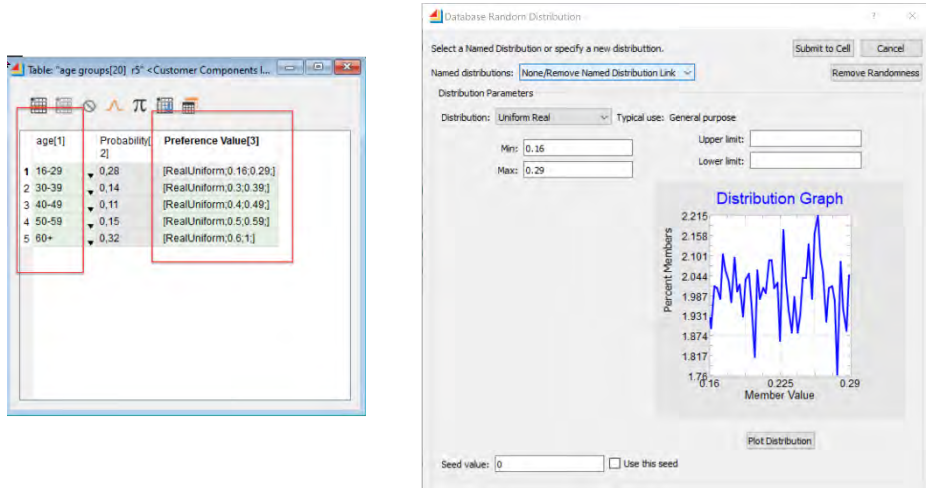 Table: "age groups[20] r5" <Customer Components I...
age[1] Probability[2] Preference Value[3]
1 16-29 0,28 [RealUniform;0.16;0.29;]
2 30-39 0,14 [RealUniform;0.3;0.39;]
3 40-49 0,11 [RealUniform;0.4;0.49;]
4 50-59 0,15 [RealUniform;0.5;0.59;]
5 60+ 0,32 [RealUniform;0.6;1;]
Database Random Distribution
Select a Named Distribution or specify a new distributtion.
Submit to Cell Cancel
Named distributions: None/Remove Named Distribution Link
Remove Randomness
Distribution Parameters
Distribution: Uniform Real Typical use: General purpose
Min: 0.16
Max: 0.29
Upper limit:
Lower limit:
Distribution Graph
Percent Members
2.215
2.158
2.101
2.044
1.987
1.931
1.874
1.817
1.76
0.16 0.225 0.29
Member Value
Plot Distribution
Seed value: 0 Use this seed